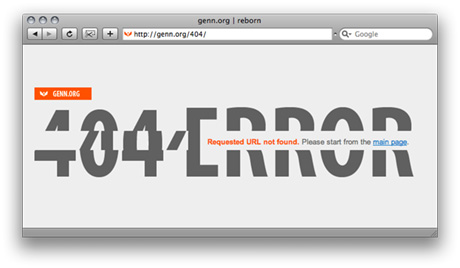 genn.org | reborn
http://genn.org/404/
Google
GENN.ORG
404 ERROR
Requested URL not found. Please start from the main page.